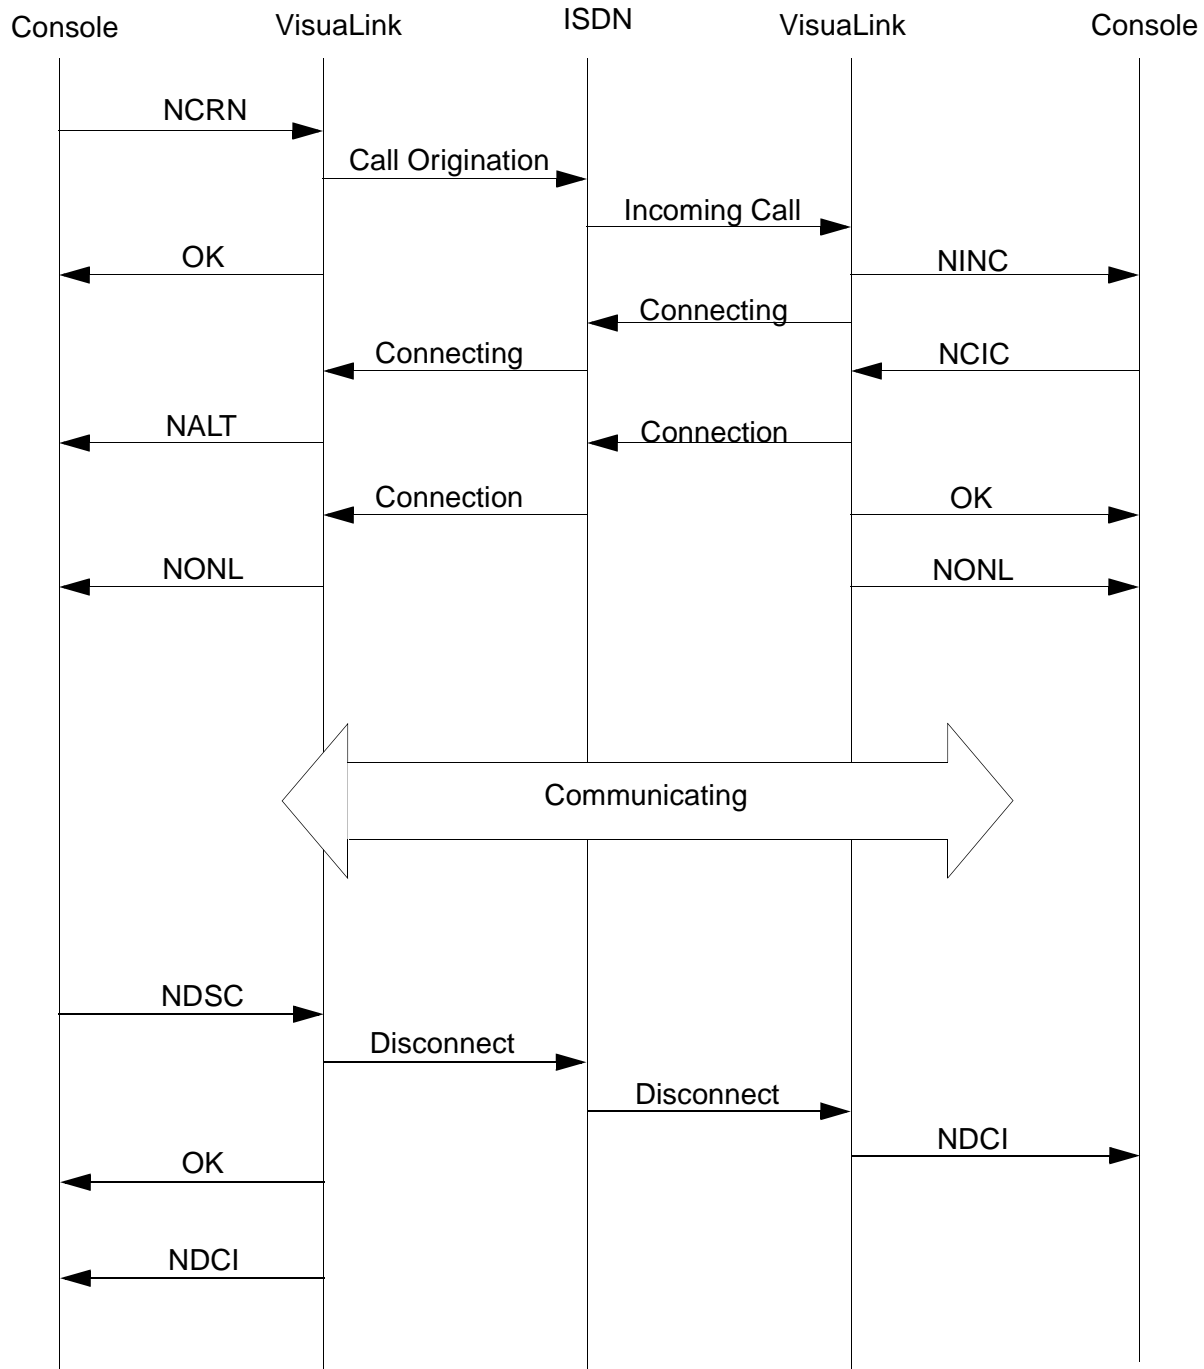 Console VisuaLink ISDN VisuaLink Console
NCRN
Call Origination
Incoming Call
OK NINC
Connecting
Connecting NCIC
NALT Connection
Connection OK
NONL NONL
Communicating
NDSC
Disconnect
Disconnect
NDCI
OK
NDCI